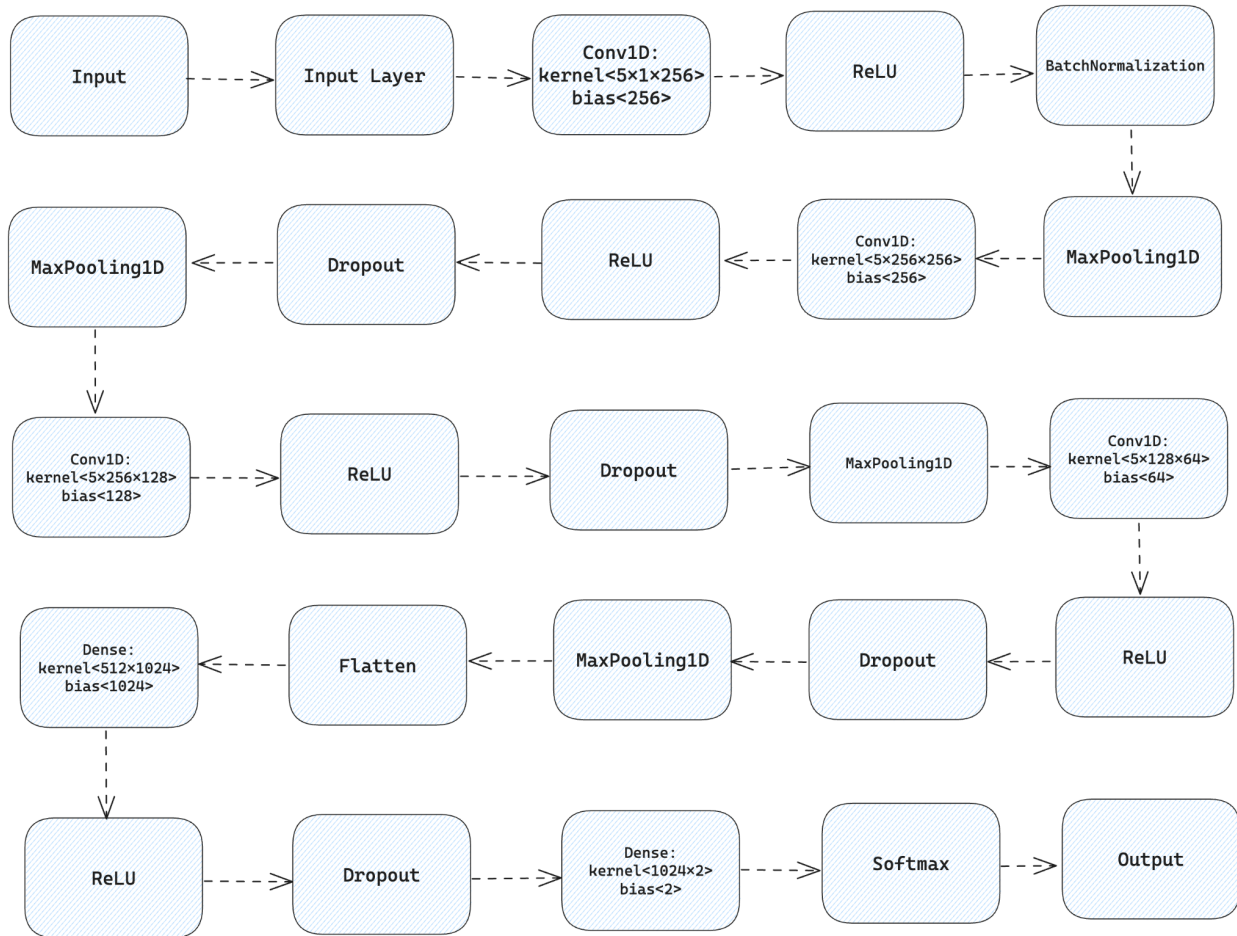 Input
Input Layer
Conv1D:
kernel<5×1×256>
bias<256>
ReLU
BatchNormalization
MaxPooling1D
Conv1D:
kernel<5×256×256>
bias<256>
ReLU
Dropout
MaxPooling1D
Conv1D:
kernel<5×256×128>
bias<128>
ReLU
Dropout
MaxPooling1D
Conv1D:
kernel<5×128×64>
bias<64>
ReLU
Dropout
MaxPooling1D
Flatten
Dense:
kernel<512×1024>
bias<1024>
ReLU
Dropout
Dense:
kernel<1024×2>
bias<2>
Softmax
Output